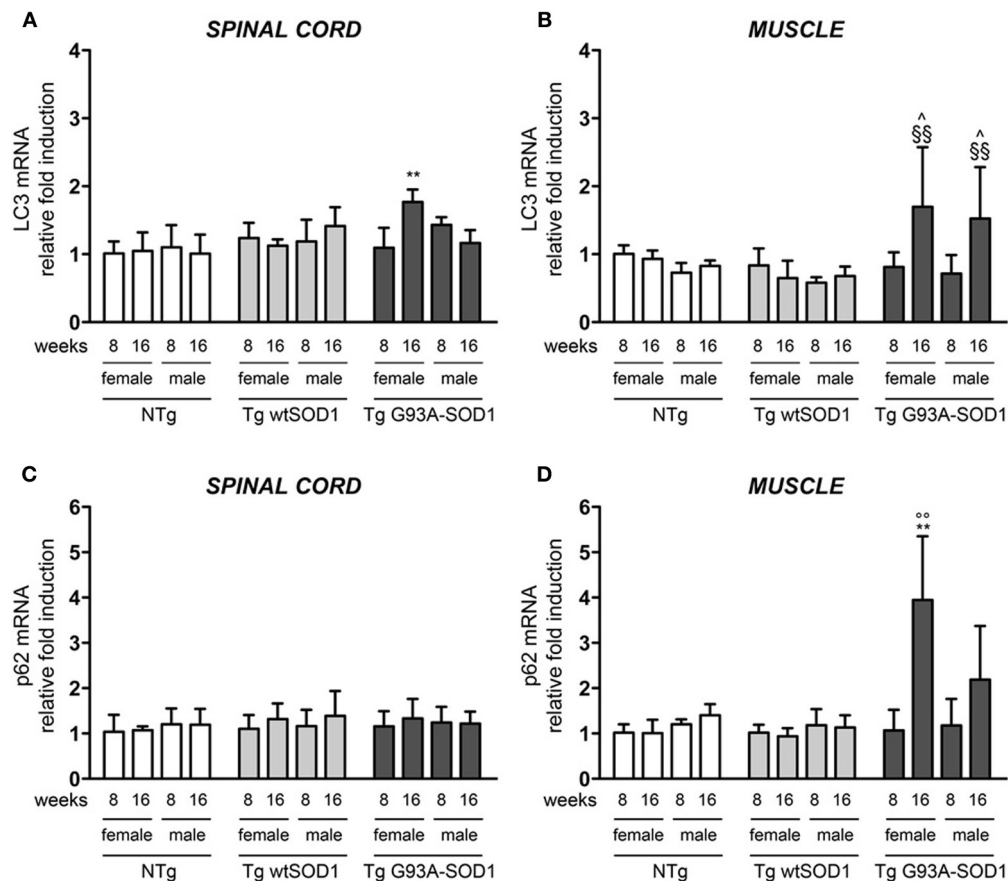 A
SPINAL CORD
LC3 mRNA
relative fold induction
4
3
2
1
0
**
weeks 8 16 8 16 8 16 8 16 8 16 8 16
female male female male female male
NTg Tg wtSOD1 Tg G93A-SOD1
B
MUSCLE
LC3 mRNA
relative fold induction
4
3
2
1
0
^ ^
§§ §§
weeks 8 16 8 16 8 16 8 16 8 16 8 16
female male female male female male
NTg Tg wtSOD1 Tg G93A-SOD1
C
SPINAL CORD
p62 mRNA
relative fold induction
6
5
4
3
2
1
0
weeks 8 16 8 16 8 16 8 16 8 16 8 16
female male female male female male
NTg Tg wtSOD1 Tg G93A-SOD1
D
MUSCLE
p62 mRNA
relative fold induction
6
5
4
3
2
1
0
°°
**
weeks 8 16 8 16 8 16 8 16 8 16 8 16
female male female male female male
NTg Tg wtSOD1 Tg G93A-SOD1